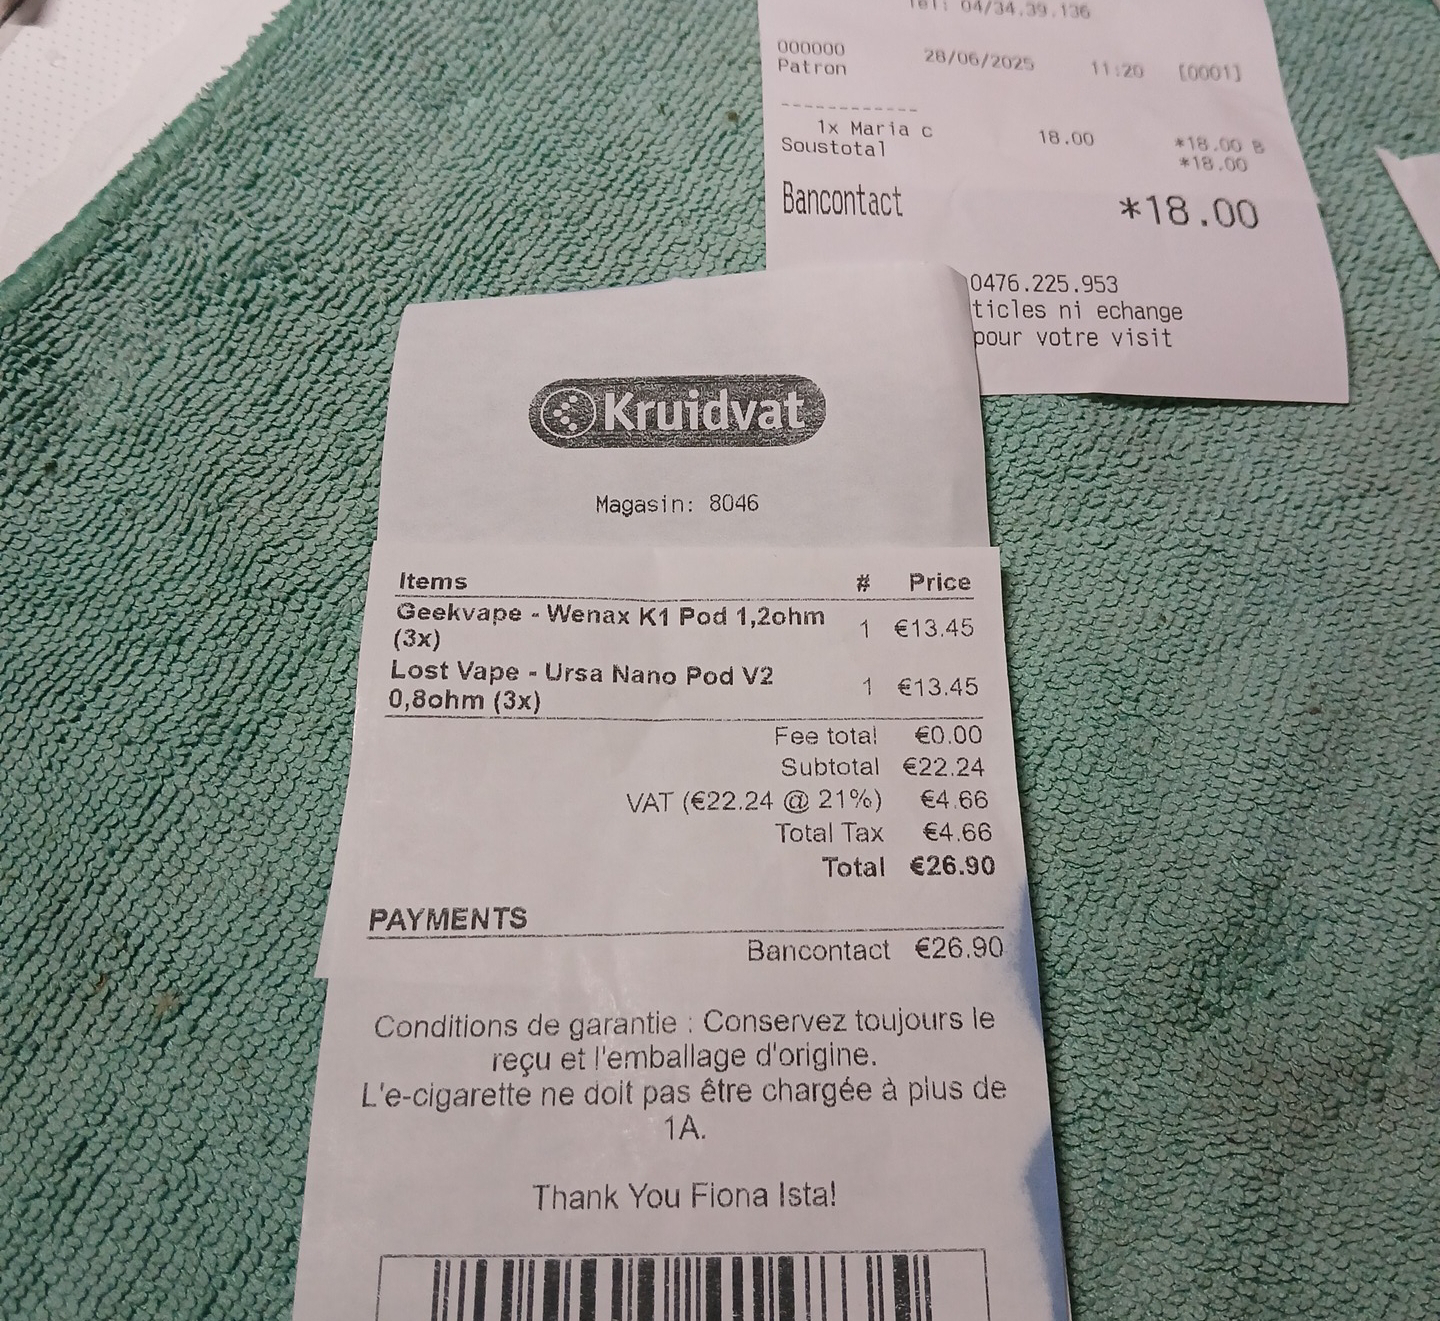 Tel: 04/34.39.136
000000 28/06/2025 11:20 [0001]
Patron
------------
1x Maria c 18.00 *18.00 B
Soustotal *18.00
Bancontact *18.00
0476.225.953
ticles ni echange
pour votre visit
Kruidvat
Magasin: 8046
Items # Price
Geekvape - Wenax K1 Pod 1,2ohm
(3x) 1 €13.45
Lost Vape - Ursa Nano Pod V2
0,8ohm (3x) 1 €13.45
Fee total €0.00
Subtotal €22.24
VAT (€22.24 @ 21%) €4.66
Total Tax €4.66
Total €26.90
PAYMENTS
Bancontact €26.90
Conditions de garantie : Conservez toujours le
reçu et l'emballage d'origine.
L'e-cigarette ne doit pas être chargée à plus de
1A.
Thank You Fiona Ista!